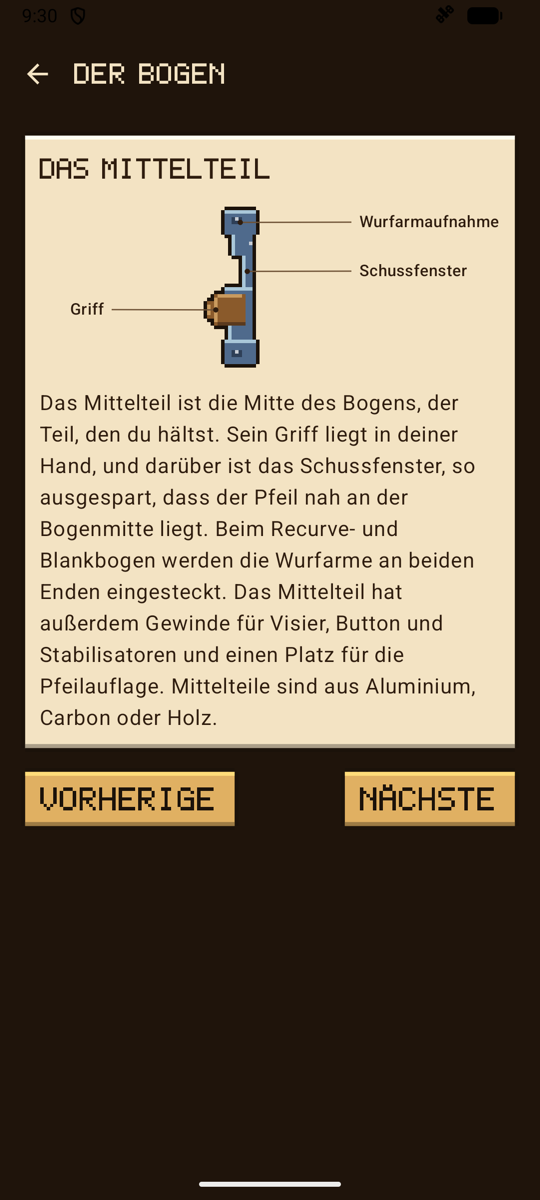 9:30
DER BOGEN
DAS MITTELTEIL
Wurfarmaufnahme
Schussfenster
Griff
Das Mittelteil ist die Mitte des Bogens, der
Teil, den du hältst. Sein Griff liegt in deiner
Hand, und darüber ist das Schussfenster, so
ausgespart, dass der Pfeil nah an der
Bogenmitte liegt. Beim Recurve- und
Blankbogen werden die Wurfarme an beiden
Enden eingesteckt. Das Mittelteil hat
außerdem Gewinde für Visier, Button und
Stabilisatoren und einen Platz für die
Pfeilauflage. Mittelteile sind aus Aluminium,
Carbon oder Holz.
VORHERIGE
NÄCHSTE